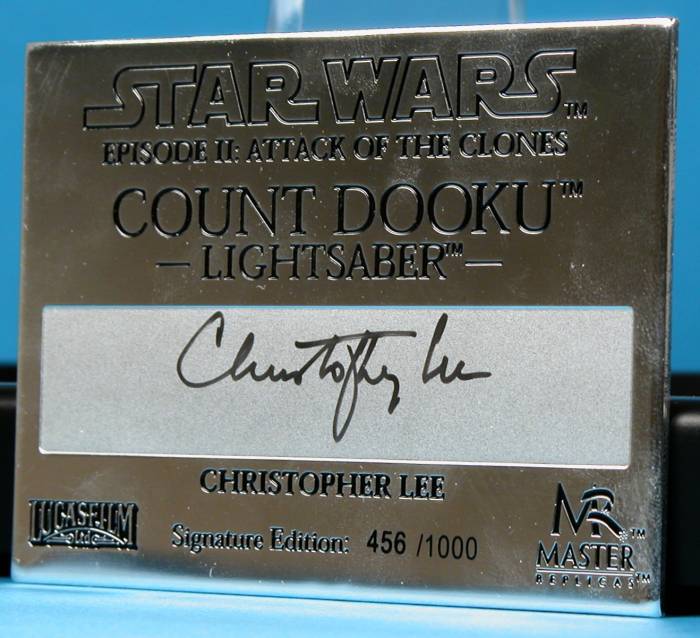 STAR WARS™
EPISODE II: ATTACK OF THE CLONES
COUNT DOOKU™
— LIGHTSABER™ —
Christopher Lee
CHRISTOPHER LEE
LUCASFILM
Ltd
Signature Edition: 456 /1000
MR™
MASTER
REPLICAS™